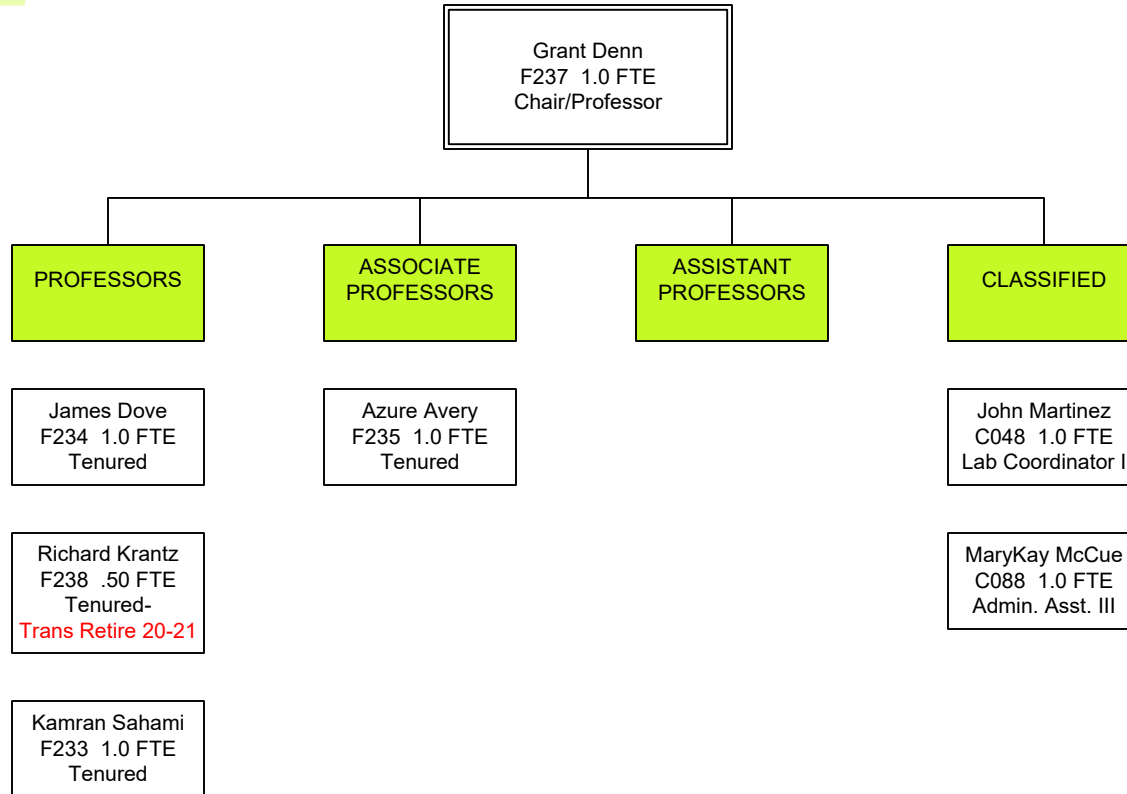 Grant Denn
F237 1.0 FTE
Chair/Professor
PROFESSORS
ASSOCIATE
PROFESSORS
ASSISTANT
PROFESSORS
CLASSIFIED
James Dove
F234 1.0 FTE
Tenured
Azure Avery
F235 1.0 FTE
Tenured
John Martinez
C048 1.0 FTE
Lab Coordinator I
Richard Krantz
F238 .50 FTE
Tenured-
Trans Retire 20-21
MaryKay McCue
C088 1.0 FTE
Admin. Asst. III
Kamran Sahami
F233 1.0 FTE
Tenured